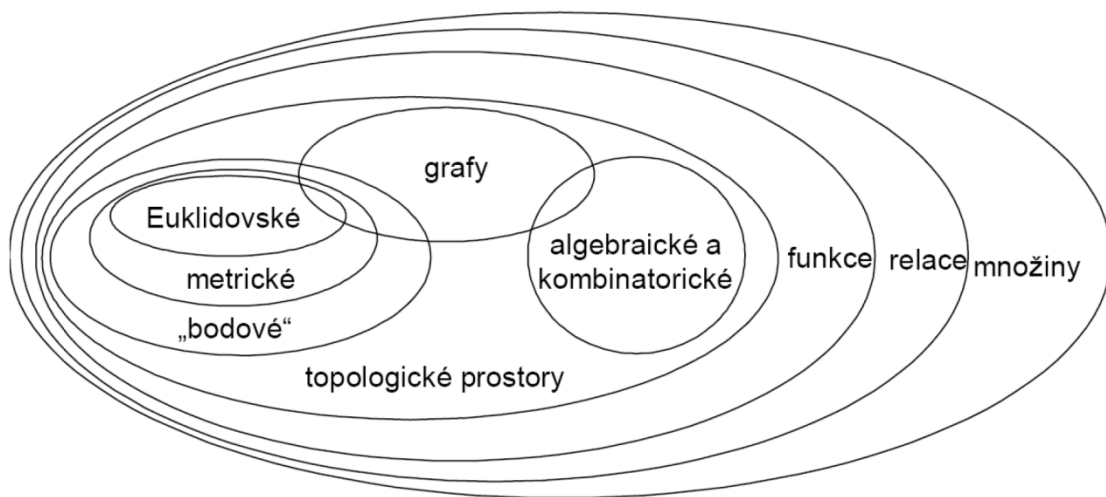 grafy
Euklidovské
algebraické a
kombinatorické
metrické
„bodové“
topologické prostory
funkce
relace
množiny